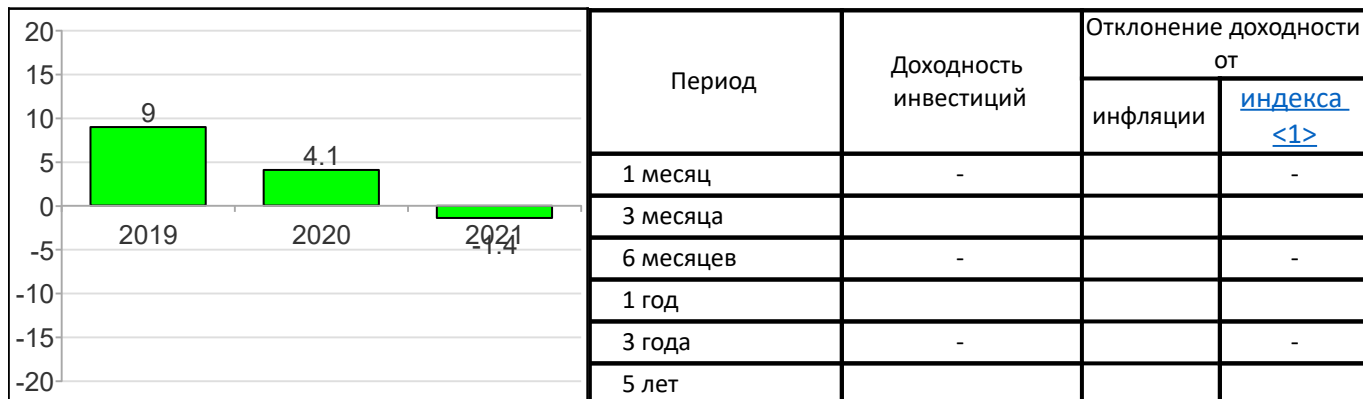 20
15
10
5
0
-5
-10
-15
-20
9
4.1
-1.4
2019
2020
2021
Период
Доходность
инвестиций
Отклонение доходности
от
инфляции
индекса
<1>
1 месяц - -
3 месяца
6 месяцев - -
1 год
3 года - -
5 лет